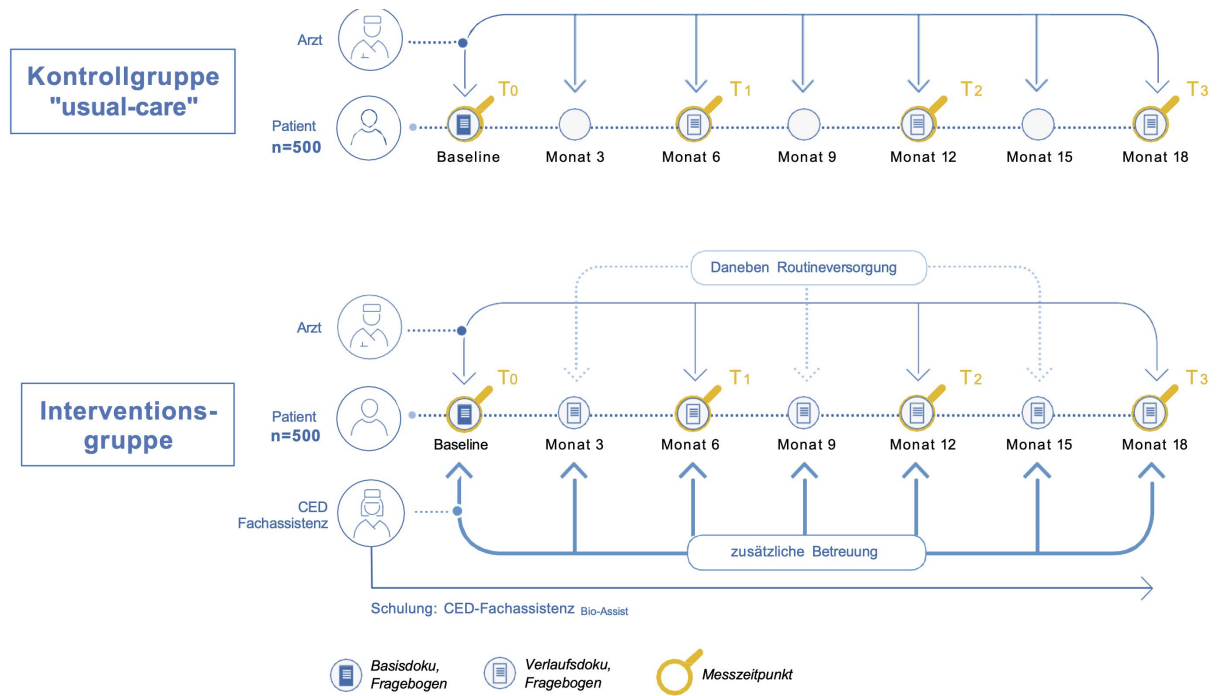 Arzt
Kontrollgruppe
"usual-care"
T0 T1 T2 T3
Patient
n=500
Baseline Monat 3 Monat 6 Monat 9 Monat 12 Monat 15 Monat 18
Daneben Routineversorgung
Arzt
T0 T1 T2 T3
Interventions-
gruppe
Patient
n=500
Baseline Monat 3 Monat 6 Monat 9 Monat 12 Monat 15 Monat 18
CED
Fachassistenz
zusätzliche Betreuung
Schulung: CED-Fachassistenz Bio-Assist
Basisdoku,
Fragebogen
Verlaufsdoku,
Fragebogen
Messzeitpunkt